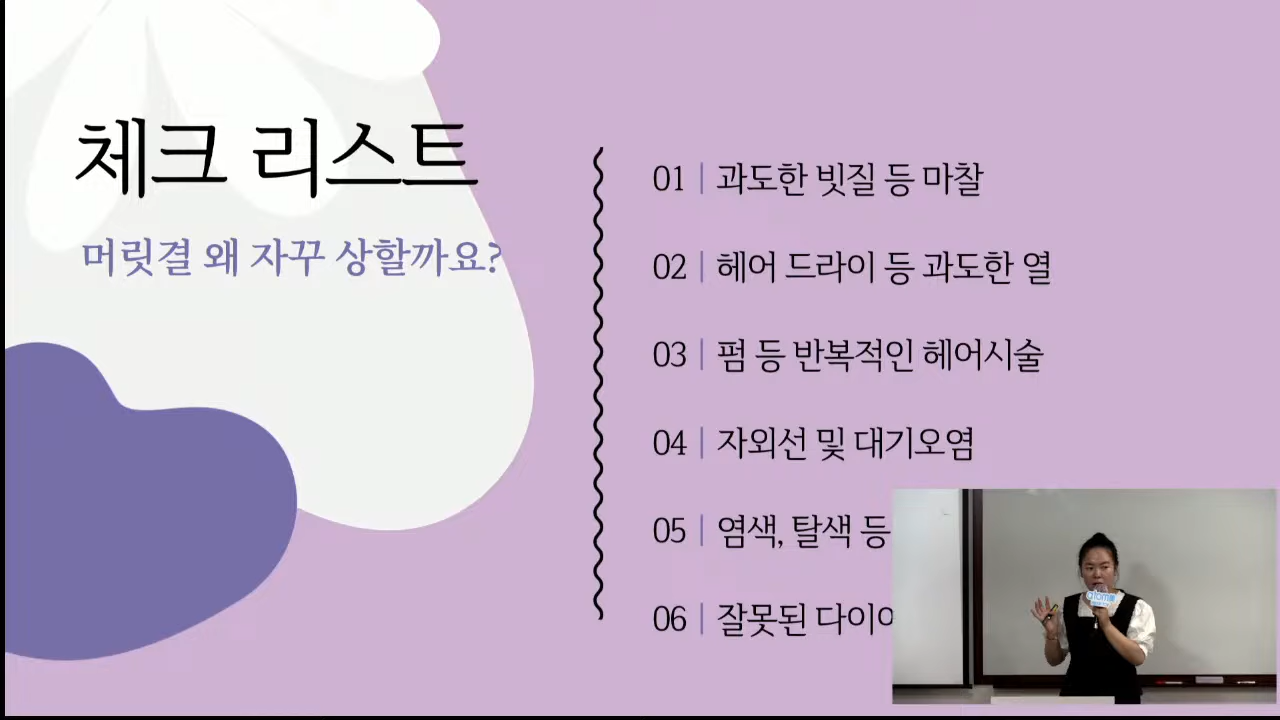 체크 리스트
머릿결 왜 자꾸 상할까요?
01 | 과도한 빗질 등 마찰
02 | 헤어 드라이 등 과도한 열
03 | 펌 등 반복적인 헤어시술
04 | 자외선 및 대기오염
05 | 염색, 탈색 등
06 | 잘못된